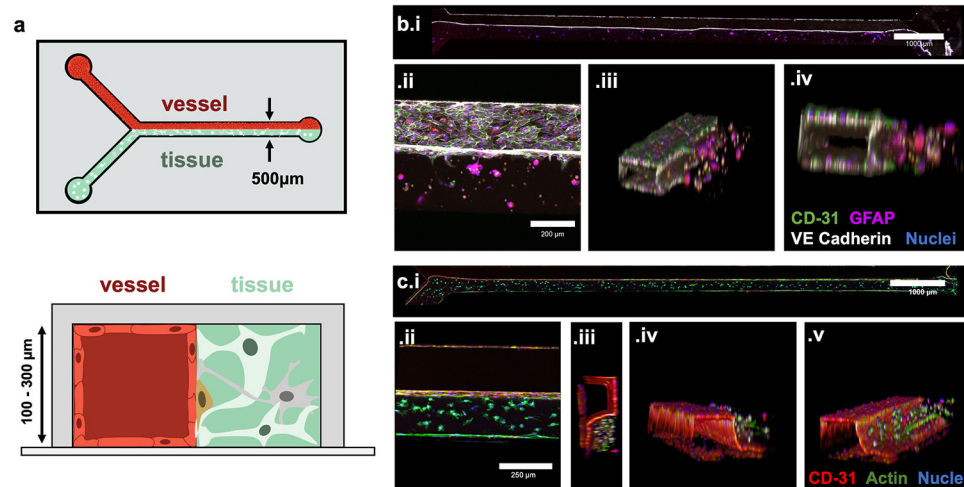 a
vessel
tissue
500µm
vessel tissue
100 - 300 µm
b.i
1000 µm
.ii
200 µm
.iii
.iv
CD-31 GFAP
VE Cadherin Nuclei
c.i
1000 µm
.ii
250 µm
.iii
.iv
.v
CD-31 Actin Nucle